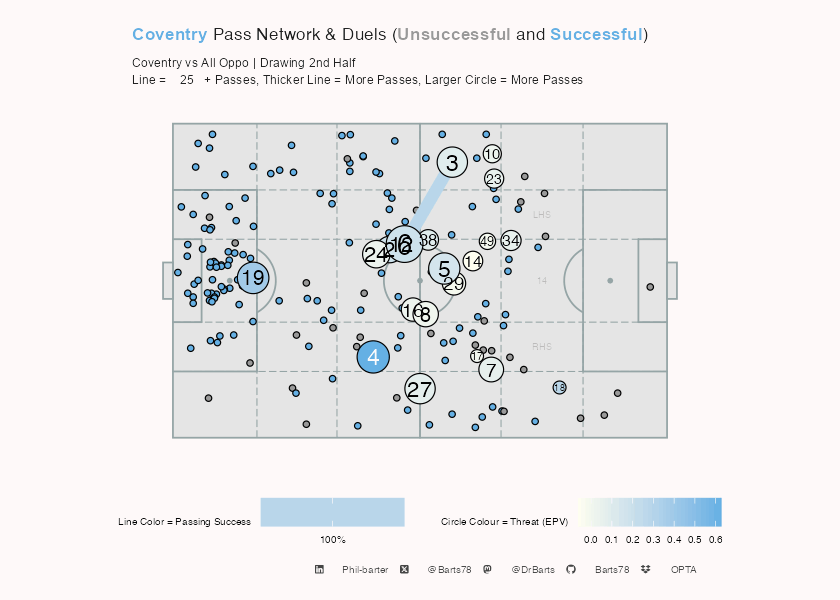 Coventry Pass Network & Duels (Unsuccessful and Successful)
Coventry vs All Oppo | Drawing 2nd Half
Line = 25 + Passes, Thicker Line = More Passes, Larger Circle = More Passes
3
10
23
LHS
38
49
34
24
14
5
19
29
14
16
8
RHS
4
17
7
27
18
Line Color = Passing Success
100%
Circle Colour = Threat (EPV)
0.0 0.1 0.2 0.3 0.4 0.5 0.6
Phil-barter @Barts78 @DrBarts Barts78 OPTA